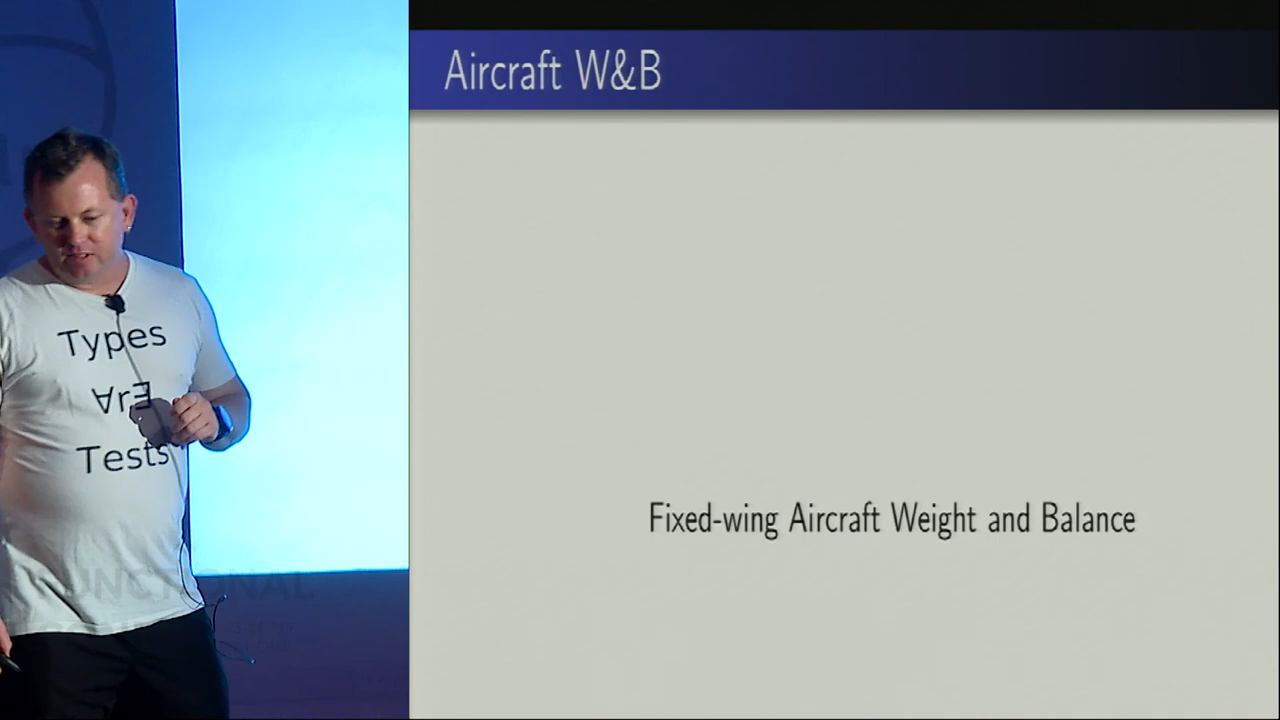 Aircraft W&B
Types
∀rƎ
Tests
Fixed-wing Aircraft Weight and Balance